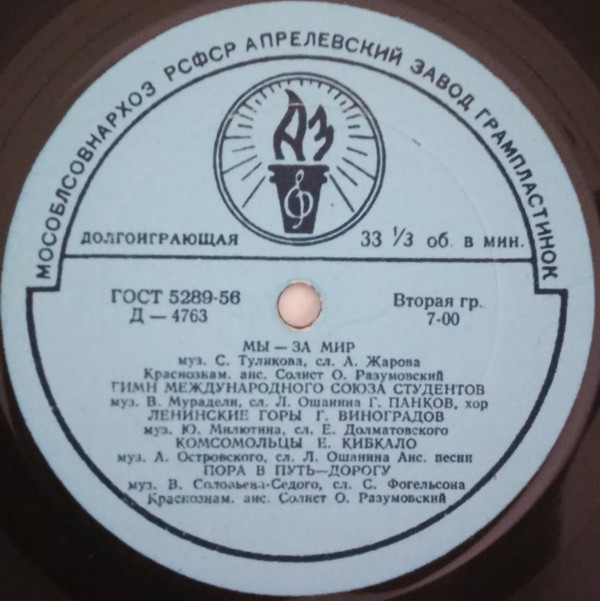 МОСОБЛСОВНАРХОЗ РСФСР АПРЕЛЕВСКИЙ ЗАВОД ГРАМПЛАСТИНОК
АЗ
ДОЛГОИГРАЮЩАЯ 33 1/3 об. в мин.
ГОСТ 5289-56 Вторая гр.
Д — 4763 7-00
МЫ — ЗА МИР
муз. С. Туликова, сл. А. Жарова
Краснознам. анс. Солист О. Разумовский
ГИМН МЕЖДУНАРОДНОГО СОЮЗА СТУДЕНТОВ
муз. В. Мурадели, сл. Л. Ошанина Г. ПАНКОВ, хор
ЛЕНИНСКИЕ ГОРЫ Г. ВИНОГРАДОВ
муз. Ю. Милютина, сл. Е. Долматовского
КОМСОМОЛЬЦЫ Е. КИБКАЛО
муз. А. Островского, сл. Л. Ошанина Анс. песни
ПОРА В ПУТЬ—ДОРОГУ
муз. В. Соловьева-Седого, сл. С. Фогельсона
Краснознам. анс. Солист О. Разумовский